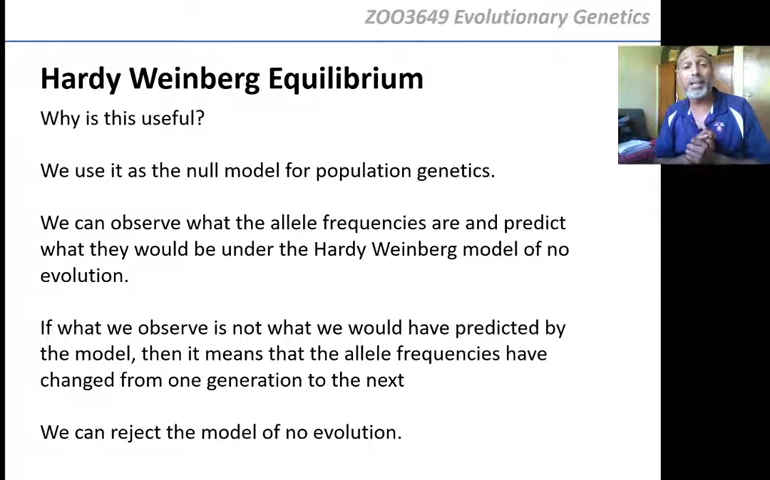 ZOO3649 Evolutionary Genetics
Hardy Weinberg Equilibrium
Why is this useful?
We use it as the null model for population genetics.
We can observe what the allele frequencies are and predict
what they would be under the Hardy Weinberg model of no
evolution.
If what we observe is not what we would have predicted by
the model, then it means that the allele frequencies have
changed from one generation to the next
We can reject the model of no evolution.